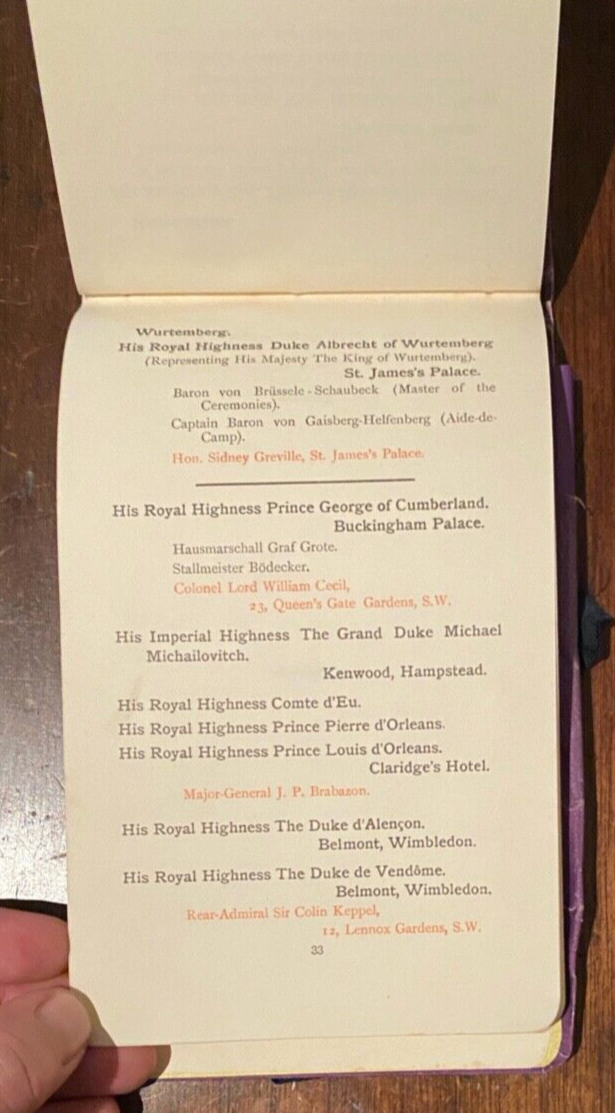 Wurtemberg.
His Royal Highness Duke Albrecht of Wurtemberg
(Representing His Majesty The King of Wurtemberg).
St. James's Palace.
Baron von Brüssele-Schaubeck (Master of the
Ceremonies).
Captain Baron von Gaisberg-Helfenberg (Aide-de-
Camp).
Hon. Sidney Greville, St. James's Palace.
His Royal Highness Prince George of Cumberland.
Buckingham Palace.
Hausmarschall Graf Grote.
Stallmeister Bödecker.
Colonel Lord William Cecil,
23, Queen's Gate Gardens, S.W.
His Imperial Highness The Grand Duke Michael
Michailovitch.
Kenwood, Hampstead.
His Royal Highness Comte d'Eu.
His Royal Highness Prince Pierre d'Orleans.
His Royal Highness Prince Louis d'Orleans.
Claridge's Hotel.
Major-General J. P. Brabazon.
His Royal Highness The Duke d'Alençon.
Belmont, Wimbledon.
His Royal Highness The Duke de Vendôme.
Belmont, Wimbledon.
Rear-Admiral Sir Colin Keppel,
12, Lennox Gardens, S.W.
33